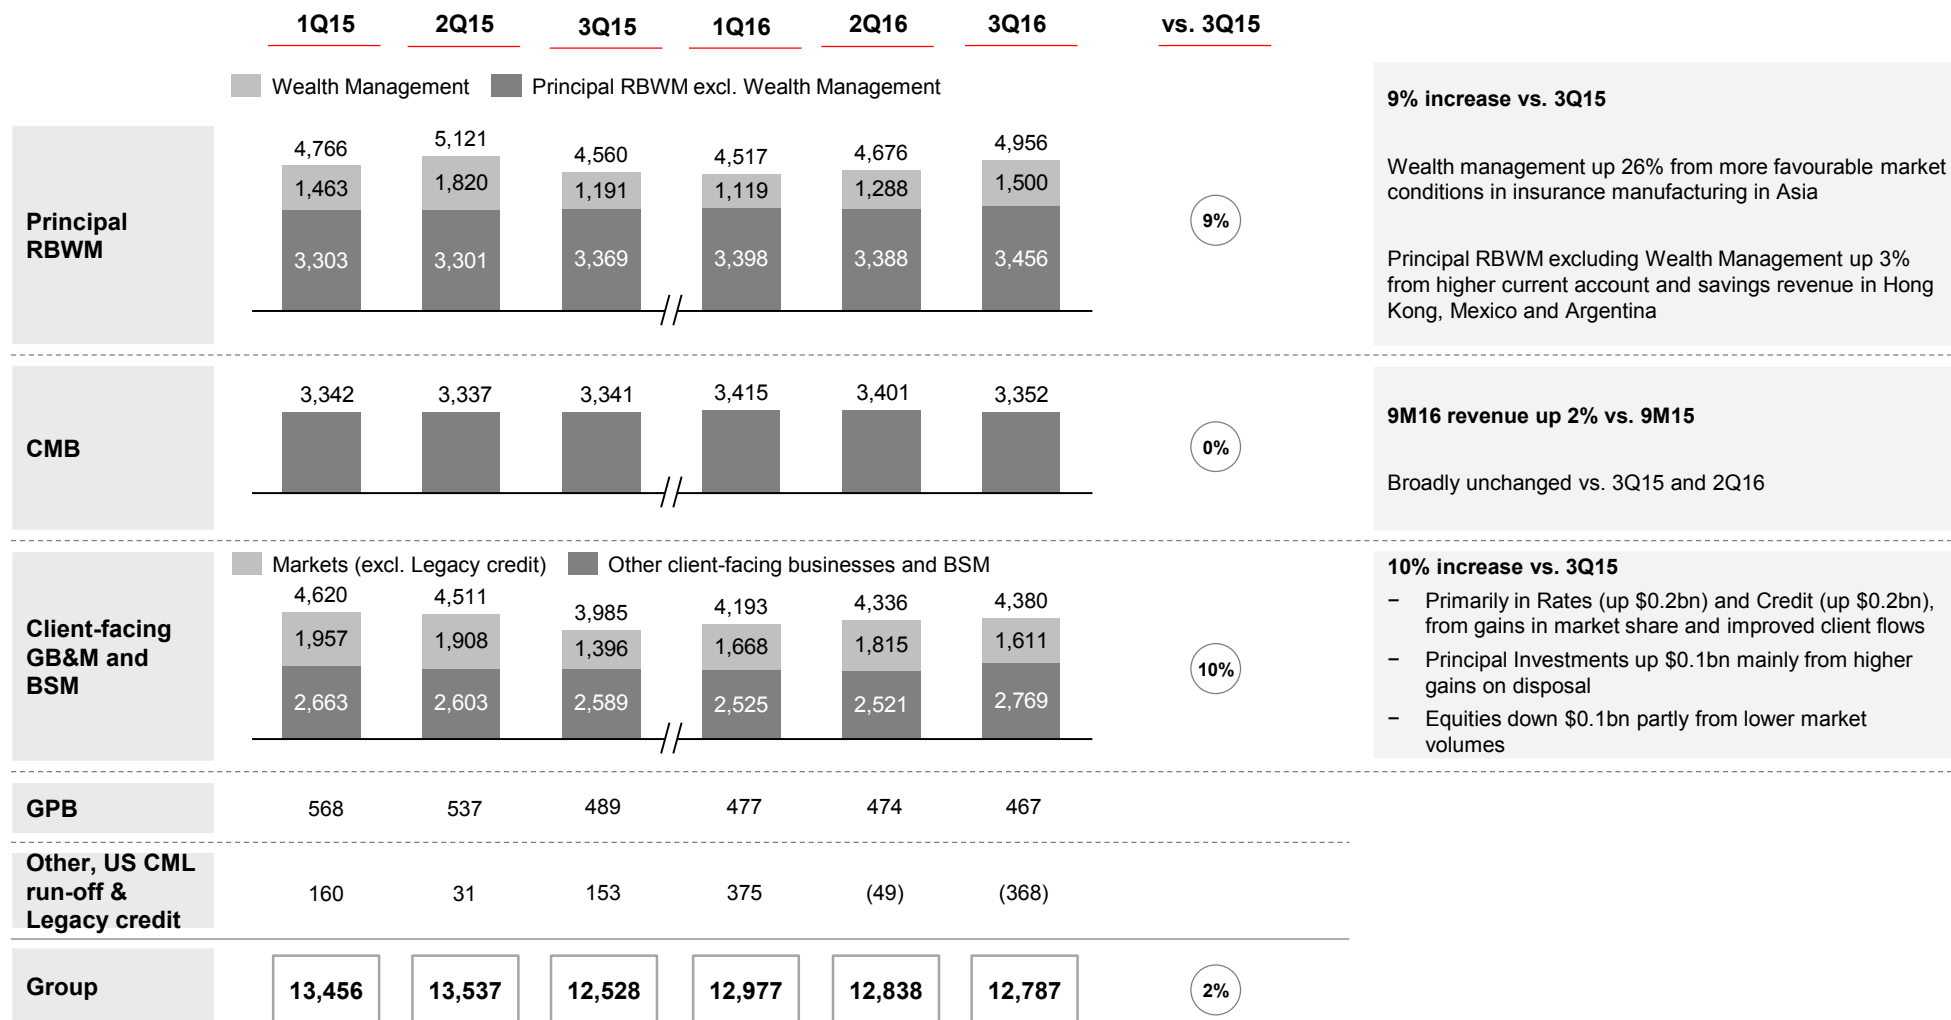 1Q15 2Q15 3Q15 1Q16 2Q16 3Q16 vs. 3Q15
Wealth Management Principal RBWM excl. Wealth Management
Principal
RBWM
4,766 5,121 4,560 4,517 4,676 4,956
1,463 1,820 1,191 1,119 1,288 1,500
3,303 3,301 3,369 3,398 3,388 3,456
9%
9% increase vs. 3Q15
Wealth management up 26% from more favourable market
conditions in insurance manufacturing in Asia
Principal RBWM excluding Wealth Management up 3%
from higher current account and savings revenue in Hong
Kong, Mexico and Argentina
CMB
3,342 3,337 3,341 3,415 3,401 3,352
0%
9M16 revenue up 2% vs. 9M15
Broadly unchanged vs. 3Q15 and 2Q16
Markets (excl. Legacy credit) Other client-facing businesses and BSM
Client-facing
GB&M and
BSM
4,620 4,511 3,985 4,193 4,336 4,380
1,957 1,908 1,396 1,668 1,815 1,611
2,663 2,603 2,589 2,525 2,521 2,769
10%
10% increase vs. 3Q15
− Primarily in Rates (up $0.2bn) and Credit (up $0.2bn),
from gains in market share and improved client flows
− Principal Investments up $0.1bn mainly from higher
gains on disposal
− Equities down $0.1bn partly from lower market
volumes
GPB 568 537 489 477 474 467
Other, US CML
run-off &
Legacy credit
160 31 153 375 (49) (368)
Group 13,456 13,537 12,528 12,977 12,838 12,787 2%